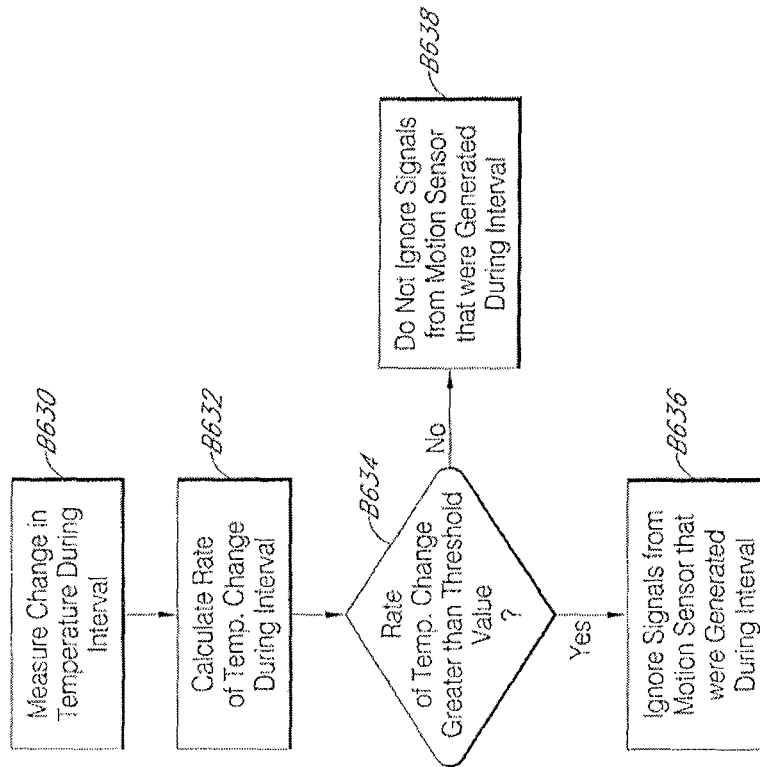 B630
Measure Change in
Temperature During
Interval
B632
Calculate Rate
of Temp. Change
During Interval
B634
Rate
of Temp. Change
Greater than Threshold
Value
?
No
B638
Do Not Ignore Signals
from Motion Sensor
that were Generated
During Interval
Yes
B636
Ignore Signals from
Motion Sensor that
were Generated
During Interval